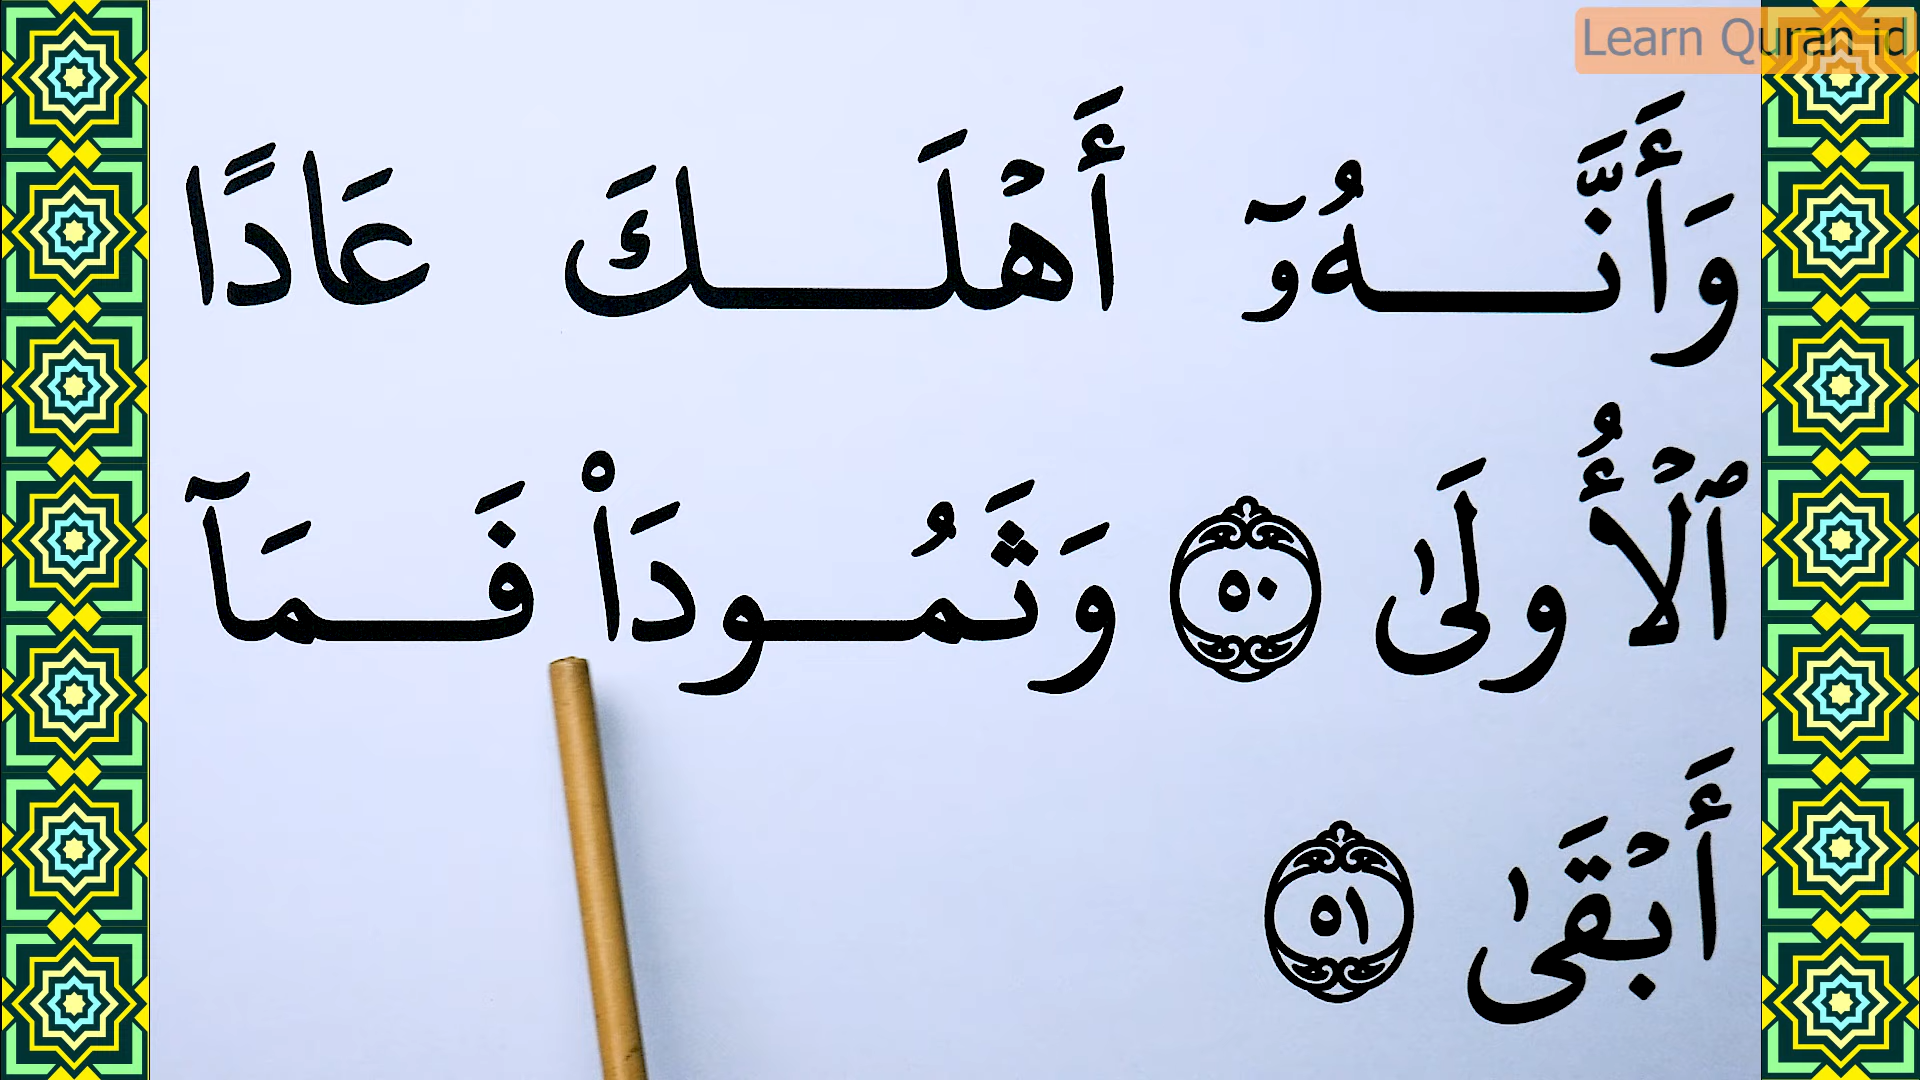 Learn Quran id
وَأَنَّهُۥٓ أَهْلَكَ عَادًا
ٱلْأُولَىٰ ٥٠ وَثَمُودَا۟ فَمَآ
أَبْقَىٰ ٥١